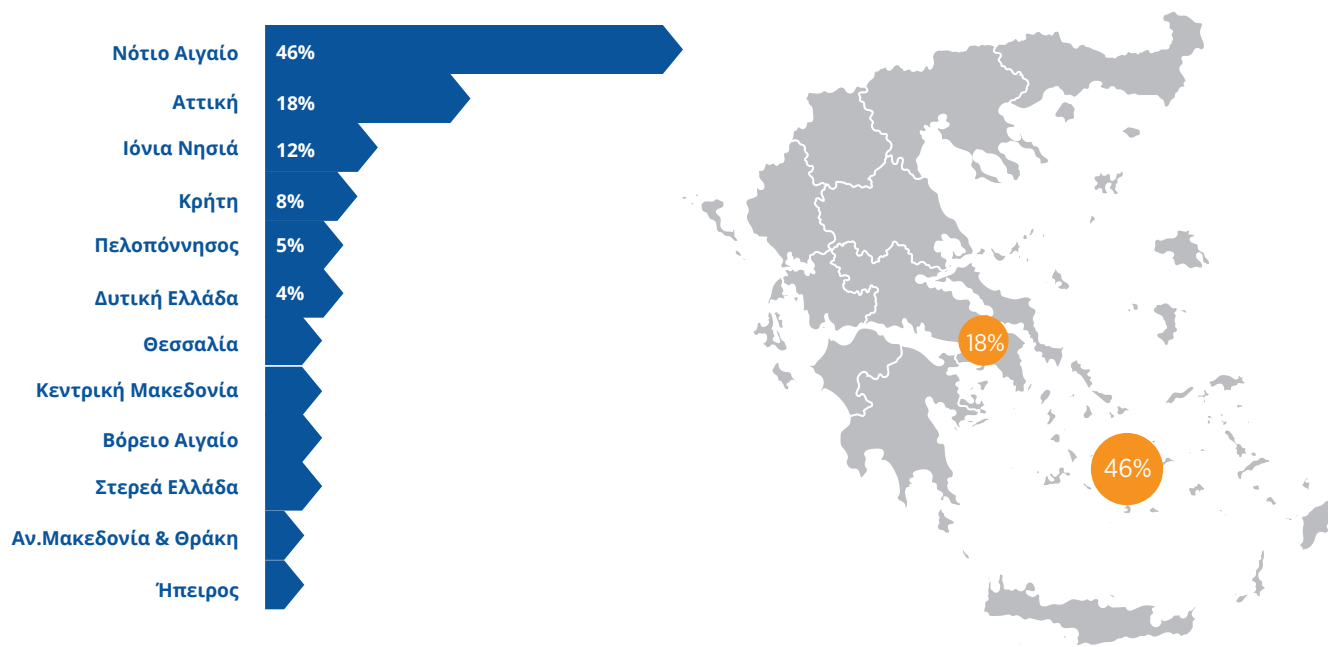 Νότιο Αιγαίο 46%
Αττική 18%
Ιόνια Νησιά 12%
Κρήτη 8%
Πελοπόννησος 5%
Δυτική Ελλάδα 4%
Θεσσαλία
Κεντρική Μακεδονία
Βόρειο Αιγαίο
Στερεά Ελλάδα
Αν.Μακεδονία & Θράκη
Ήπειρος
18%
46%